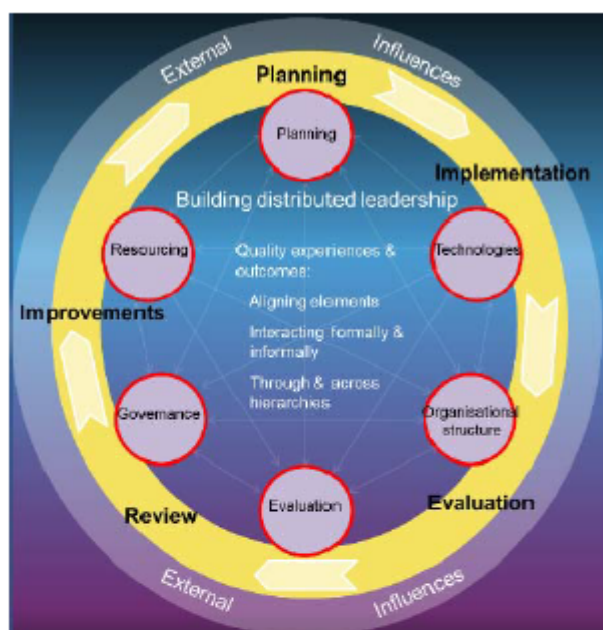 External Influences
Planning
Planning
Implementation
Building distributed leadership
Resourcing
Quality experiences &
outcomes:
Technologies
Aligning elements
Improvements
Interacting formally &
informally
Through & across
hierarchies
Governance
Organisational
structure
Evaluation
Evaluation
Review
External Influences